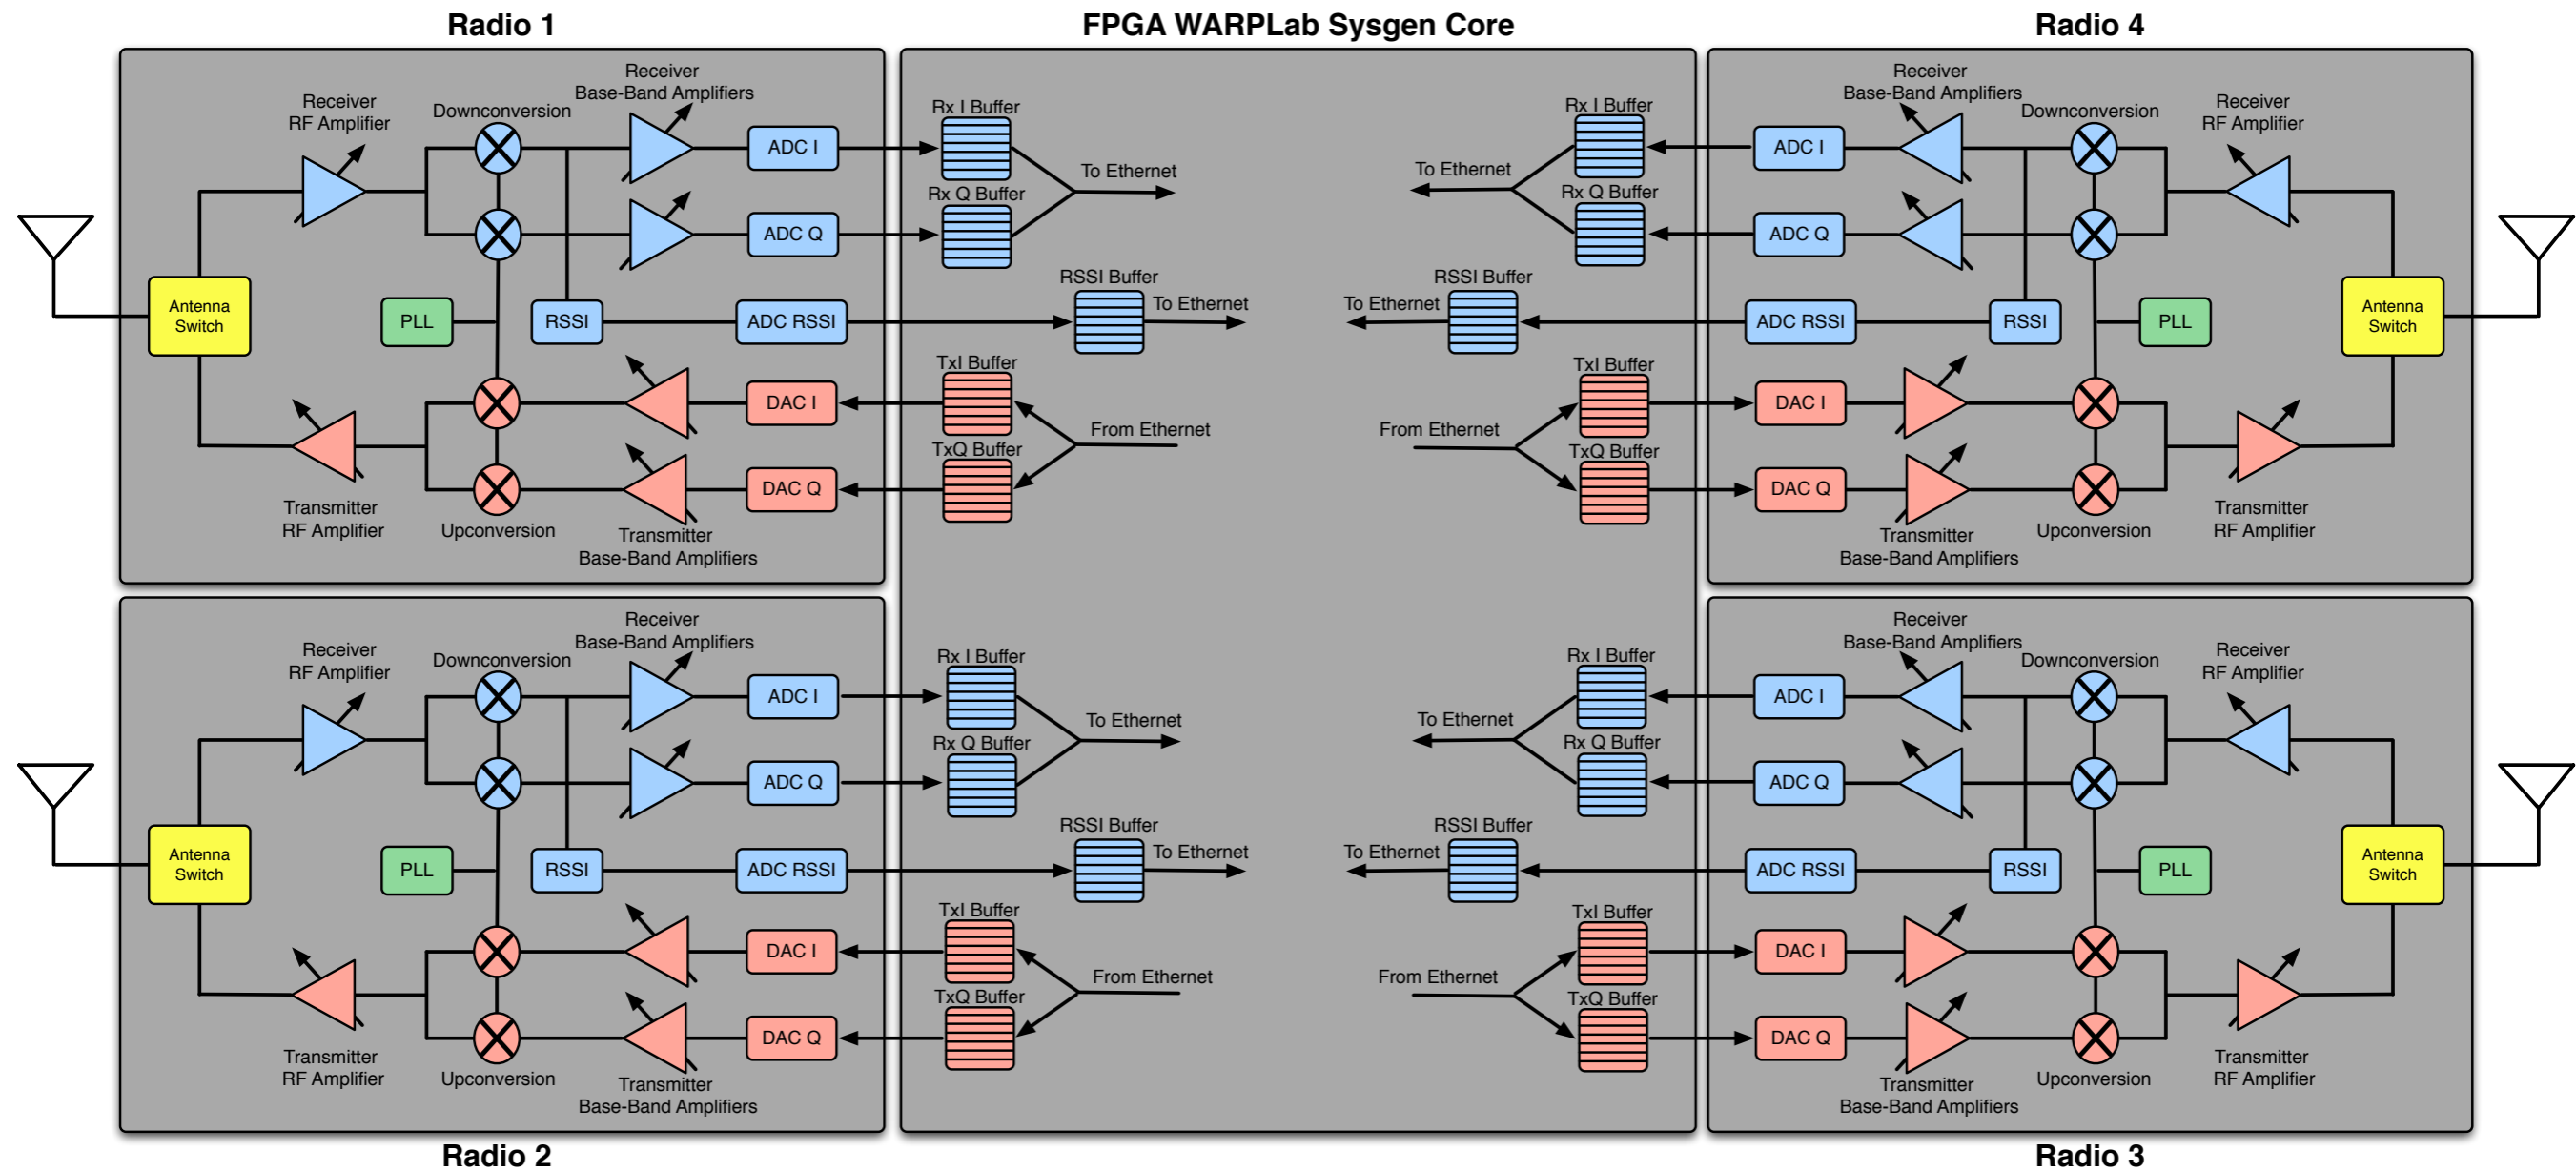 Radio 1
FPGA WARPLab Sysgen Core
Radio 4
Receiver
RF Amplifier
Downconversion
Receiver
Base-Band Amplifiers
ADC I
ADC Q
Antenna
Switch
PLL
RSSI
ADC RSSI
DAC I
DAC Q
Transmitter
RF Amplifier
Upconversion
Transmitter
Base-Band Amplifiers
Rx I Buffer
To Ethernet
Rx Q Buffer
RSSI Buffer
To Ethernet
TxI Buffer
From Ethernet
TxQ Buffer
Rx I Buffer
To Ethernet
Rx Q Buffer
RSSI Buffer
To Ethernet
TxI Buffer
From Ethernet
TxQ Buffer
Receiver
Base-Band Amplifiers
Downconversion
Receiver
RF Amplifier
ADC I
ADC Q
ADC RSSI
RSSI
PLL
Antenna
Switch
DAC I
DAC Q
Transmitter
Base-Band Amplifiers
Upconversion
Transmitter
RF Amplifier
Receiver
RF Amplifier
Downconversion
Receiver
Base-Band Amplifiers
ADC I
ADC Q
Antenna
Switch
PLL
RSSI
ADC RSSI
DAC I
DAC Q
Transmitter
RF Amplifier
Upconversion
Transmitter
Base-Band Amplifiers
Rx I Buffer
To Ethernet
Rx Q Buffer
RSSI Buffer
To Ethernet
TxI Buffer
From Ethernet
TxQ Buffer
Rx I Buffer
To Ethernet
Rx Q Buffer
RSSI Buffer
To Ethernet
TxI Buffer
From Ethernet
TxQ Buffer
Receiver
Base-Band Amplifiers
Downconversion
Receiver
RF Amplifier
ADC I
ADC Q
ADC RSSI
RSSI
PLL
Antenna
Switch
DAC I
DAC Q
Transmitter
Base-Band Amplifiers
Upconversion
Transmitter
RF Amplifier
Radio 2
Radio 3